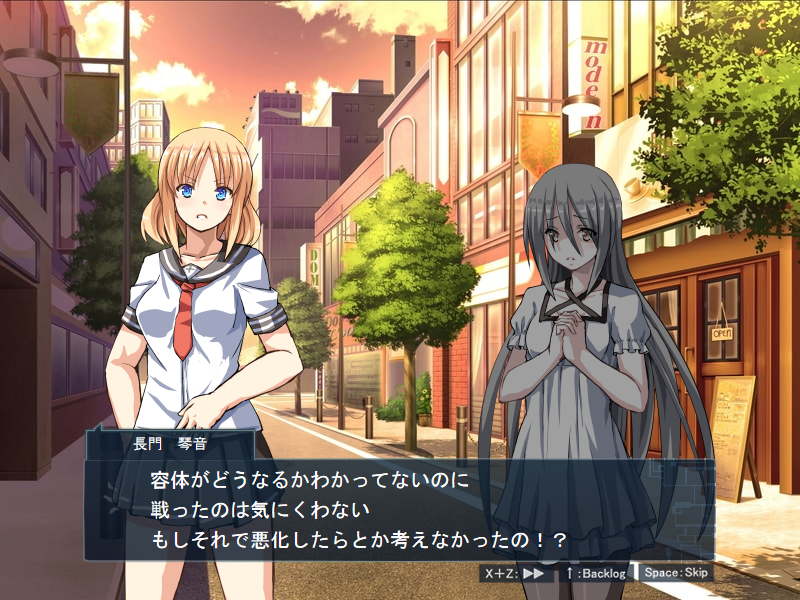 modern
DOM
OPEN
長門　琴音
容体がどうなるかわかってないのに
戦ったのは気にくわない
もしそれで悪化したらとか考えなかったの！？
X+Z:▶▶ ↑:Backlog Space:Skip